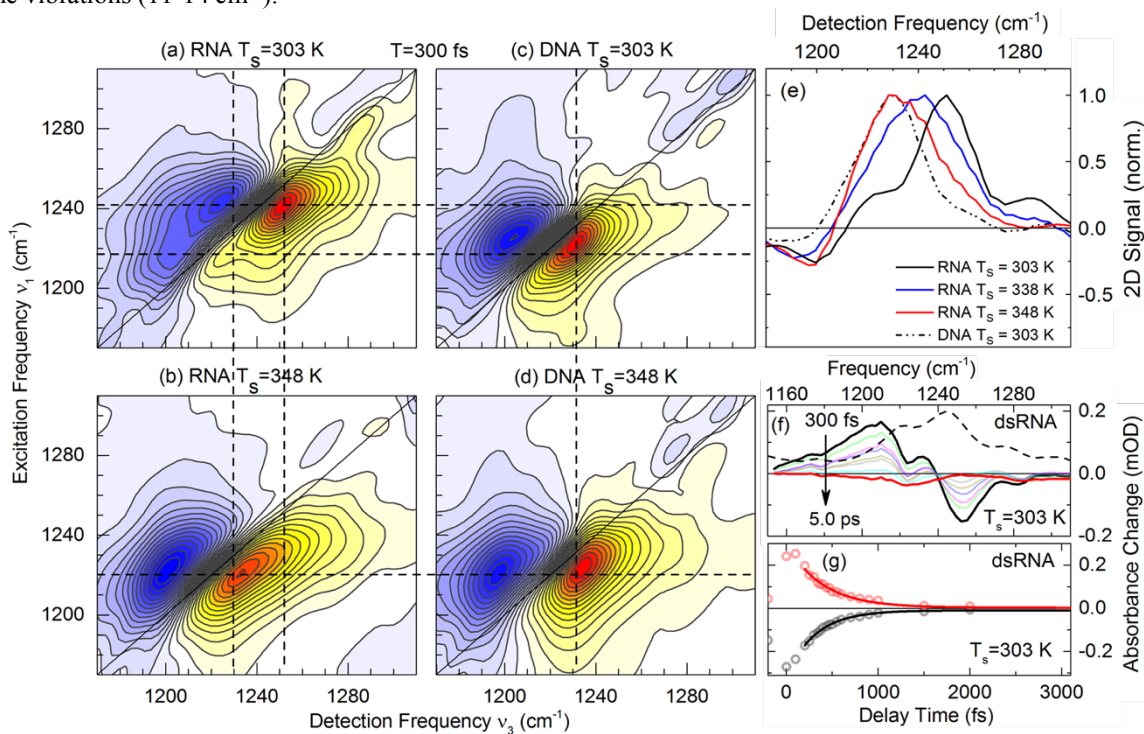 (a) RNA Tₛ=303 K
T=300 fs
(c) DNA Tₛ=303 K
1280
1240
1200
(b) RNA Tₛ=348 K
(d) DNA Tₛ=348 K
1280
1240
1200
1200 1240 1280
1200 1240 1280
Excitation Frequency ν₁ (cm⁻¹)
Detection Frequency ν₃ (cm⁻¹)
Detection Frequency (cm⁻¹)
1200 1240 1280
(e)
1.0
0.5
0.0
-0.5
2D Signal (norm.)
RNA Tₛ = 303 K
RNA Tₛ = 338 K
RNA Tₛ = 348 K
DNA Tₛ = 303 K
Frequency (cm⁻¹)
1160 1200 1240 1280
(f)
300 fs
dsRNA
5.0 ps
Tₛ=303 K
0.2
0.0
0.2
(g)
dsRNA
Tₛ=303 K
0.2
0.0
-0.2
Absorbance Change (mOD)
0 1000 2000 3000
Delay Time (fs)